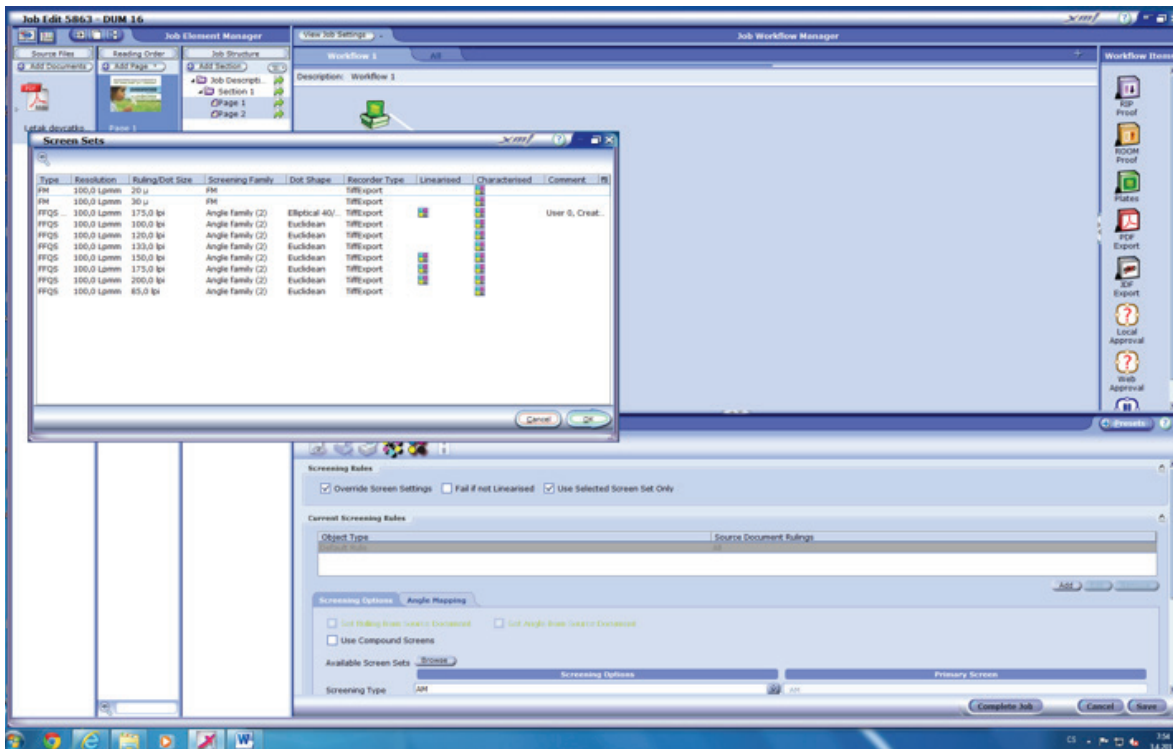 Job Edit 5863 - DUM 16
xmf
Job Element Manager
View Job Settings
Job Workflow Manager
Source Files
Reading Order
Job Structure
Workflow 1
All
Workflow Items
Add Documents
Add Page
Add Section
Description: Workflow 1
Job Descripti..
Section 1
Page 1
Page 2
Letak devcatko...
Page 1
RIP Proof
ROOM Proof
Plates
PDF Export
JDF Export
Local Approval
Web Approval
Screen Sets
xmf
Type Resolution Ruling/Dot Size Screening Family Dot Shape Recorder Type Linearised Characterised Comment
FM 100,0 Lpmm 20 µ FM TiffExport
FM 100,0 Lpmm 30 µ FM TiffExport
FFQS ... 100,0 Lpmm 175,0 lpi Angle family (2) Elliptical 40/... TiffExport User 0, Creat...
FFQS 100,0 Lpmm 100,0 lpi Angle family (2) Euclidean TiffExport
FFQS 100,0 Lpmm 120,0 lpi Angle family (2) Euclidean TiffExport
FFQS 100,0 Lpmm 133,0 lpi Angle family (2) Euclidean TiffExport
FFQS 100,0 Lpmm 150,0 lpi Angle family (2) Euclidean TiffExport
FFQS 100,0 Lpmm 175,0 lpi Angle family (2) Euclidean TiffExport
FFQS 100,0 Lpmm 200,0 lpi Angle family (2) Euclidean TiffExport
FFQS 100,0 Lpmm 85,0 lpi Angle family (2) Euclidean TiffExport
Cancel
OK
Presets
Screening Rules
Override Screen Settings Fail if not Linearised Use Selected Screen Set Only
Current Screening Rules
Object Type Source Document Rulings
Default Rule All
Add
Screening Options Angle Mapping
Get Ruling from Source Document Get Angle from Source Document
Use Compound Screens
Available Screen Sets Browse
Screening Options Primary Screen
Screening Type AM AM
Complete Job Cancel Save
CS